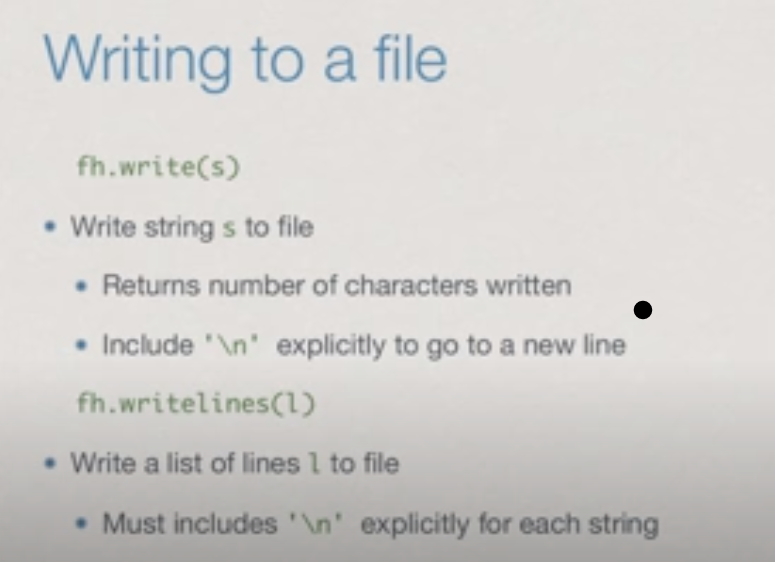 Writing to a file
fh.write(s)
• Write string s to file
• Returns number of characters written
• Include '\n' explicitly to go to a new line
fh.writelines(l)
• Write a list of lines l to file
• Must includes '\n' explicitly for each string